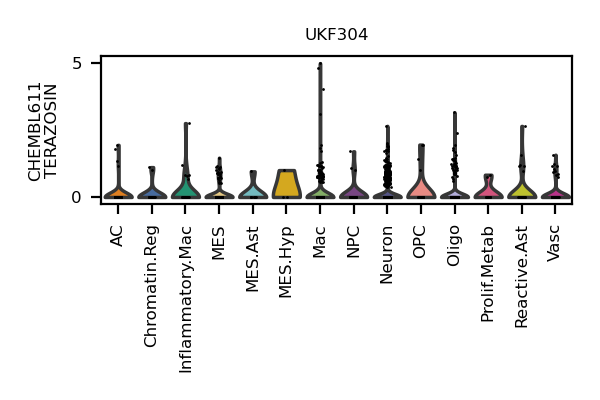 UKF304
CHEMBL611
TERAZOSIN
5
0
AC
Chromatin.Reg
Inflammatory.Mac
MES
MES.Ast
MES.Hyp
Mac
NPC
Neuron
OPC
Oligo
Prolif.Metab
Reactive.Ast
Vasc